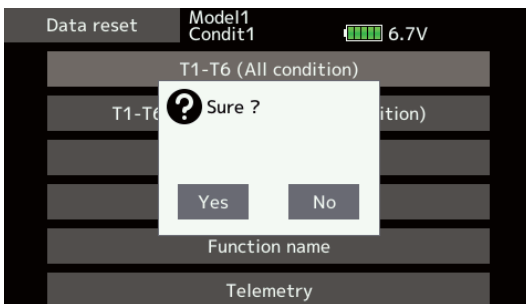 Data reset
Model1
Condit1
6.7V
T1-T6 (All condition)
T1-T6 ition)
? Sure ?
Yes No
Function name
Telemetry